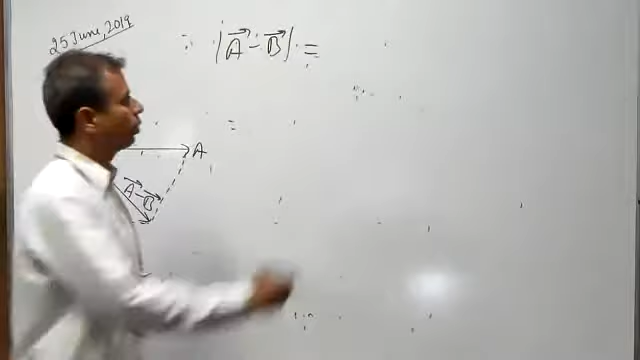 25 June, 2019
|A⃗ - B⃗| =
A
A⃗ - B⃗